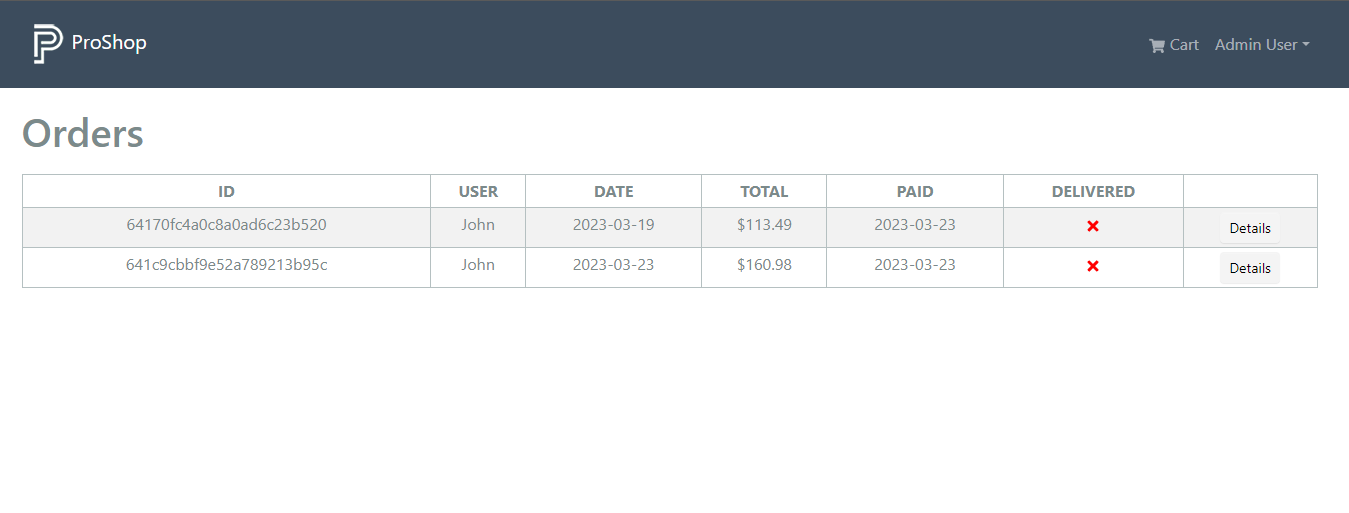 ProShop
Cart Admin User
Orders
ID USER DATE TOTAL PAID DELIVERED
64170fc4a0c8a0ad6c23b520 John 2023-03-19 $113.49 2023-03-23 Details
641c9cbbf9e52a789213b95c John 2023-03-23 $160.98 2023-03-23 Details